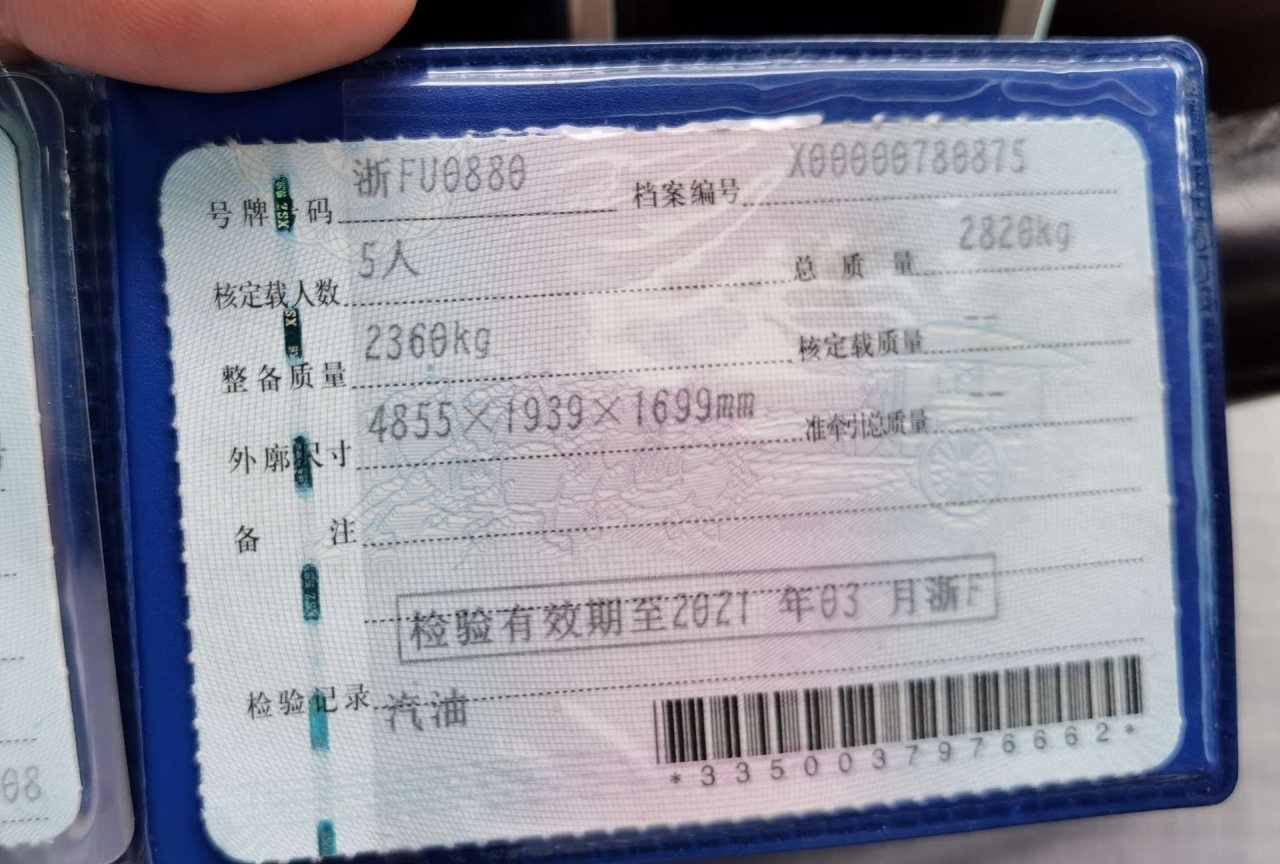 号牌号码 浙FU0880 档案编号 X00000780875
核定载人数 5人 总质量 2820kg
整备质量 2360kg 核定载质量 --
外廓尺寸 4855×1939×1699mm 准牵引总质量 --
备注
检验有效期至2021 年03 月浙F
检验记录 汽油
*3350037976662*
08